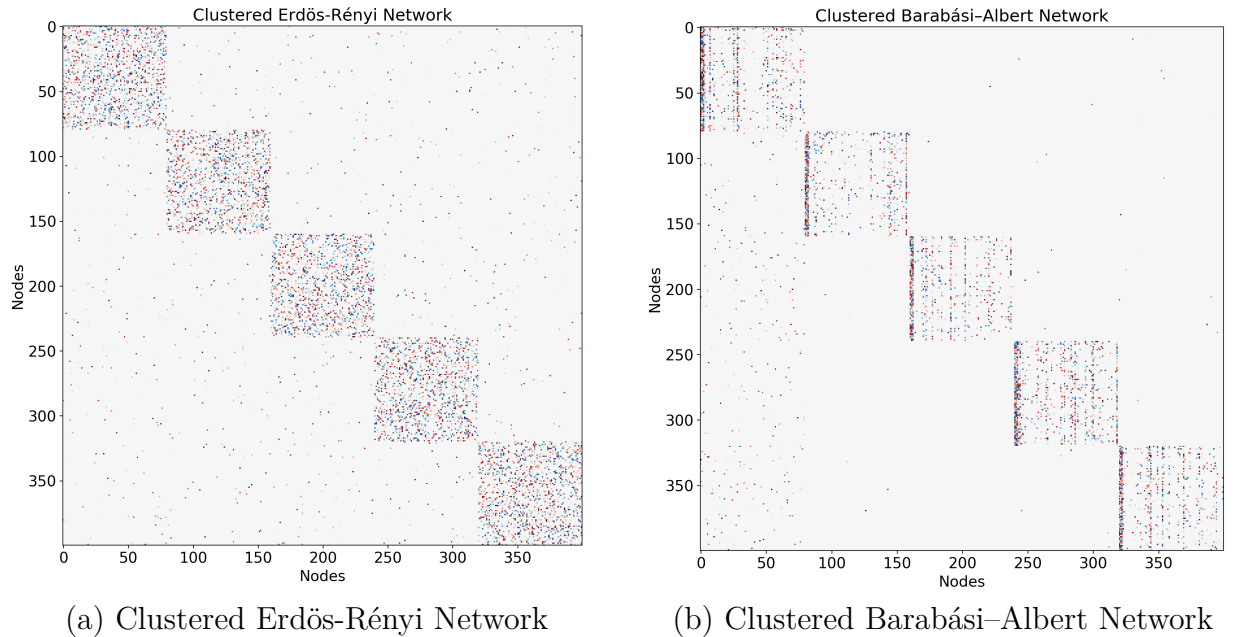 Clustered Erdös-Rényi Network
0
50
100
150
200
250
300
350
Nodes
0 50 100 150 200 250 300 350
Nodes
(a) Clustered Erdös-Rényi Network
Clustered Barabási–Albert Network
0
50
100
150
200
250
300
350
Nodes
0 50 100 150 200 250 300 350
Nodes
(b) Clustered Barabási–Albert Network